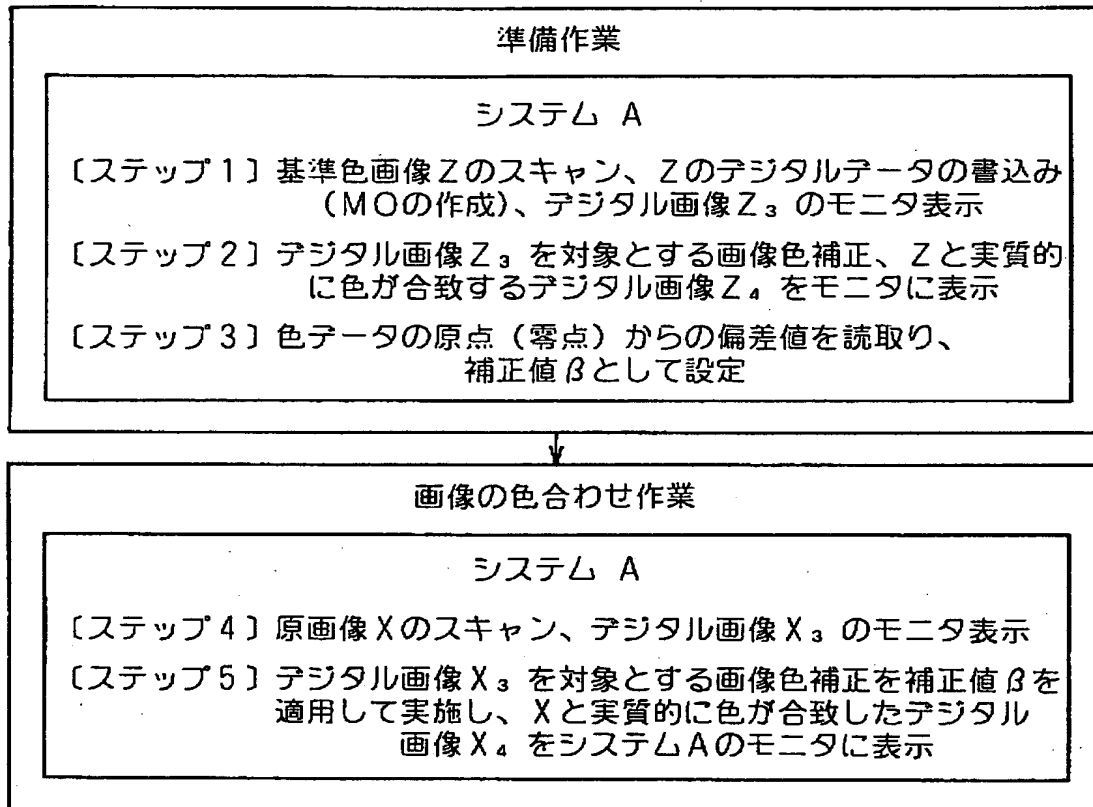 準備作業
システム A
〔ステップ1〕基準色画像Zのスキャン、Zのデジタルデータの書込み
(MOの作成)、デジタル画像Z₃ のモニタ表示
〔ステップ2〕デジタル画像Z₃ を対象とする画像色補正、Zと実質的
に色が合致するデジタル画像Z₄ をモニタに表示
〔ステップ3〕色データの原点(零点)からの偏差値を読取り、
補正値βとして設定
画像の色合わせ作業
システム A
〔ステップ4〕原画像Xのスキャン、デジタル画像X₃ のモニタ表示
〔ステップ5〕デジタル画像X₃ を対象とする画像色補正を補正値βを
適用して実施し、Xと実質的に色が合致したデジタル
画像X₄ をシステムAのモニタに表示